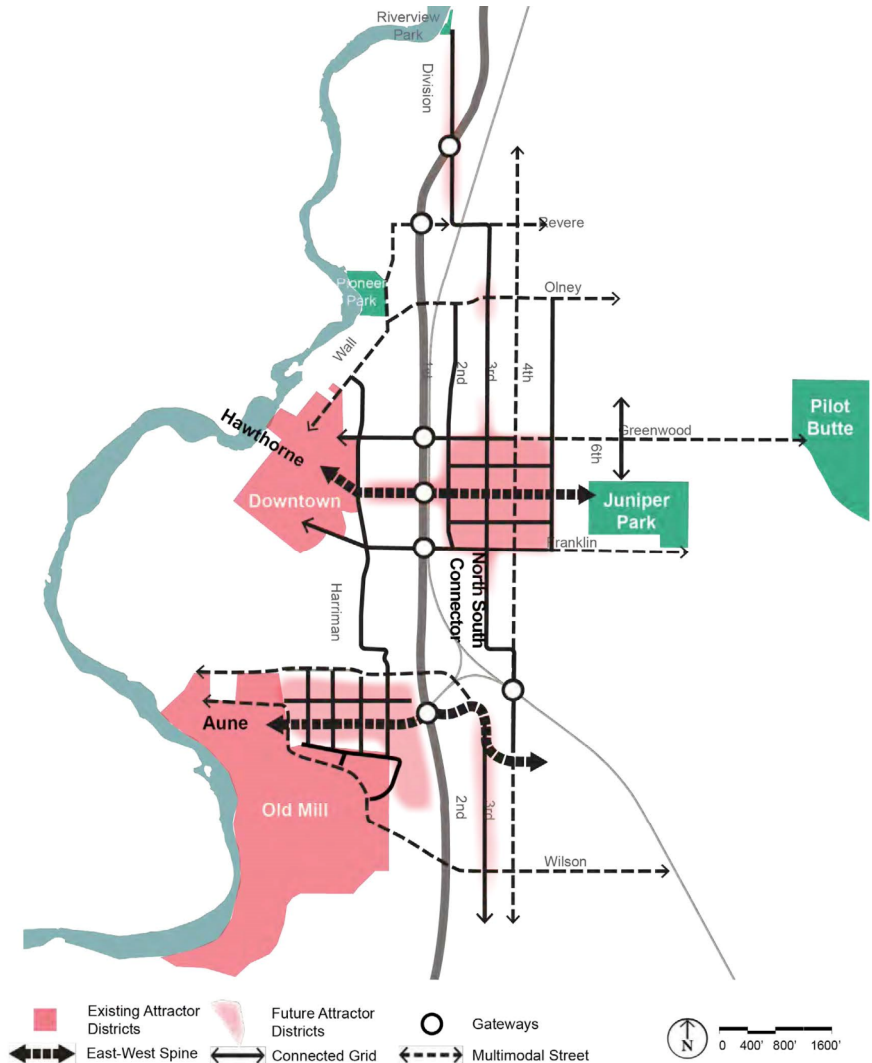 Riverview
Park
Division
Revere
Pioneer
Park
Olney
Wall
1st
2nd
3rd
4th
Hawthorne
Greenwood
6th
Pilot
Butte
Downtown
Juniper
Park
Franklin
Harriman
North South
Connector
Aune
Old Mill
2nd
3rd
Wilson
Existing Attractor
Districts
Future Attractor
Districts
Gateways
East-West Spine
Connected Grid
Multimodal Street
N
0 400' 800' 1600'